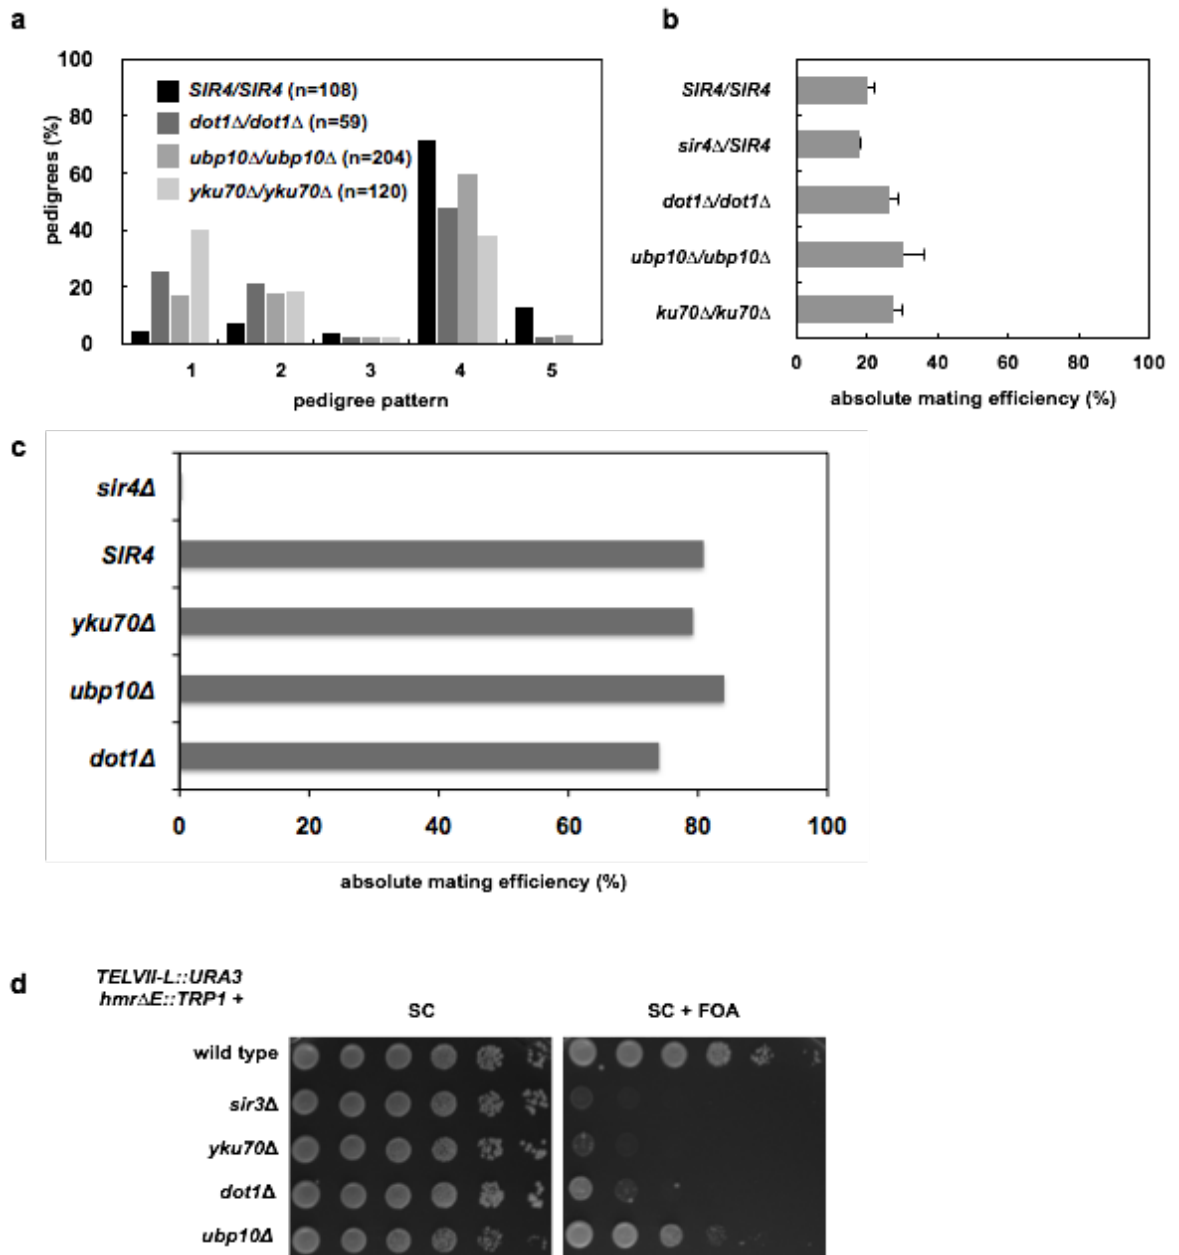 a
100
80
60
40
20
0
pedigrees (%)
SIR4/SIR4 (n=108)
dot1Δ/dot1Δ (n=59)
ubp10Δ/ubp10Δ (n=204)
yku70Δ/yku70Δ (n=120)
1 2 3 4 5
pedigree pattern
b
SIR4/SIR4
sir4Δ/SIR4
dot1Δ/dot1Δ
ubp10Δ/ubp10Δ
ku70Δ/ku70Δ
0 20 40 60 80 100
absolute mating efficiency (%)
c
sir4Δ
SIR4
yku70Δ
ubp10Δ
dot1Δ
0 20 40 60 80 100
absolute mating efficiency (%)
d
TELVII-L::URA3
hmrΔE::TRP1 +
SC SC + FOA
wild type
sir3Δ
yku70Δ
dot1Δ
ubp10Δ